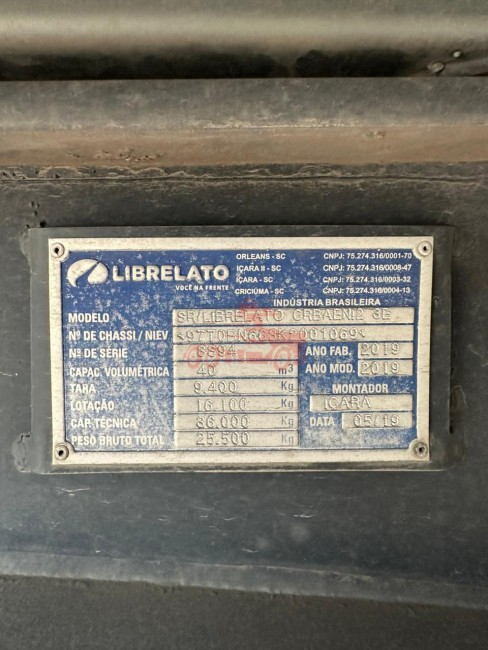 LIBRELATO
VOCÊ NA FRENTE
ORLEANS - SC CNPJ: 75.274.316/0001-70
IÇARA II - SC CNPJ: 75.274.316/0008-47
IÇARA - SC CNPJ: 75.274.316/0003-32
CRICIÚMA - SC CNPJ: 75.274.316/0004-13
INDÚSTRIA BRASILEIRA
MODELO SR/LIBRELATO CRBAEN12 3E
Nº DE CHASSI / NIEV
Nº DE SÉRIE ANO FAB. 2019
CAPAC. VOLUMÉTRICA 40 m³ ANO MOD. 2019
TARA 9.400 Kg MONTADOR
LOTAÇÃO 16.100 Kg IÇARA
CAP. TÉCNICA 36.000 Kg DATA 05/19
PESO BRUTO TOTAL 25.500 Kg